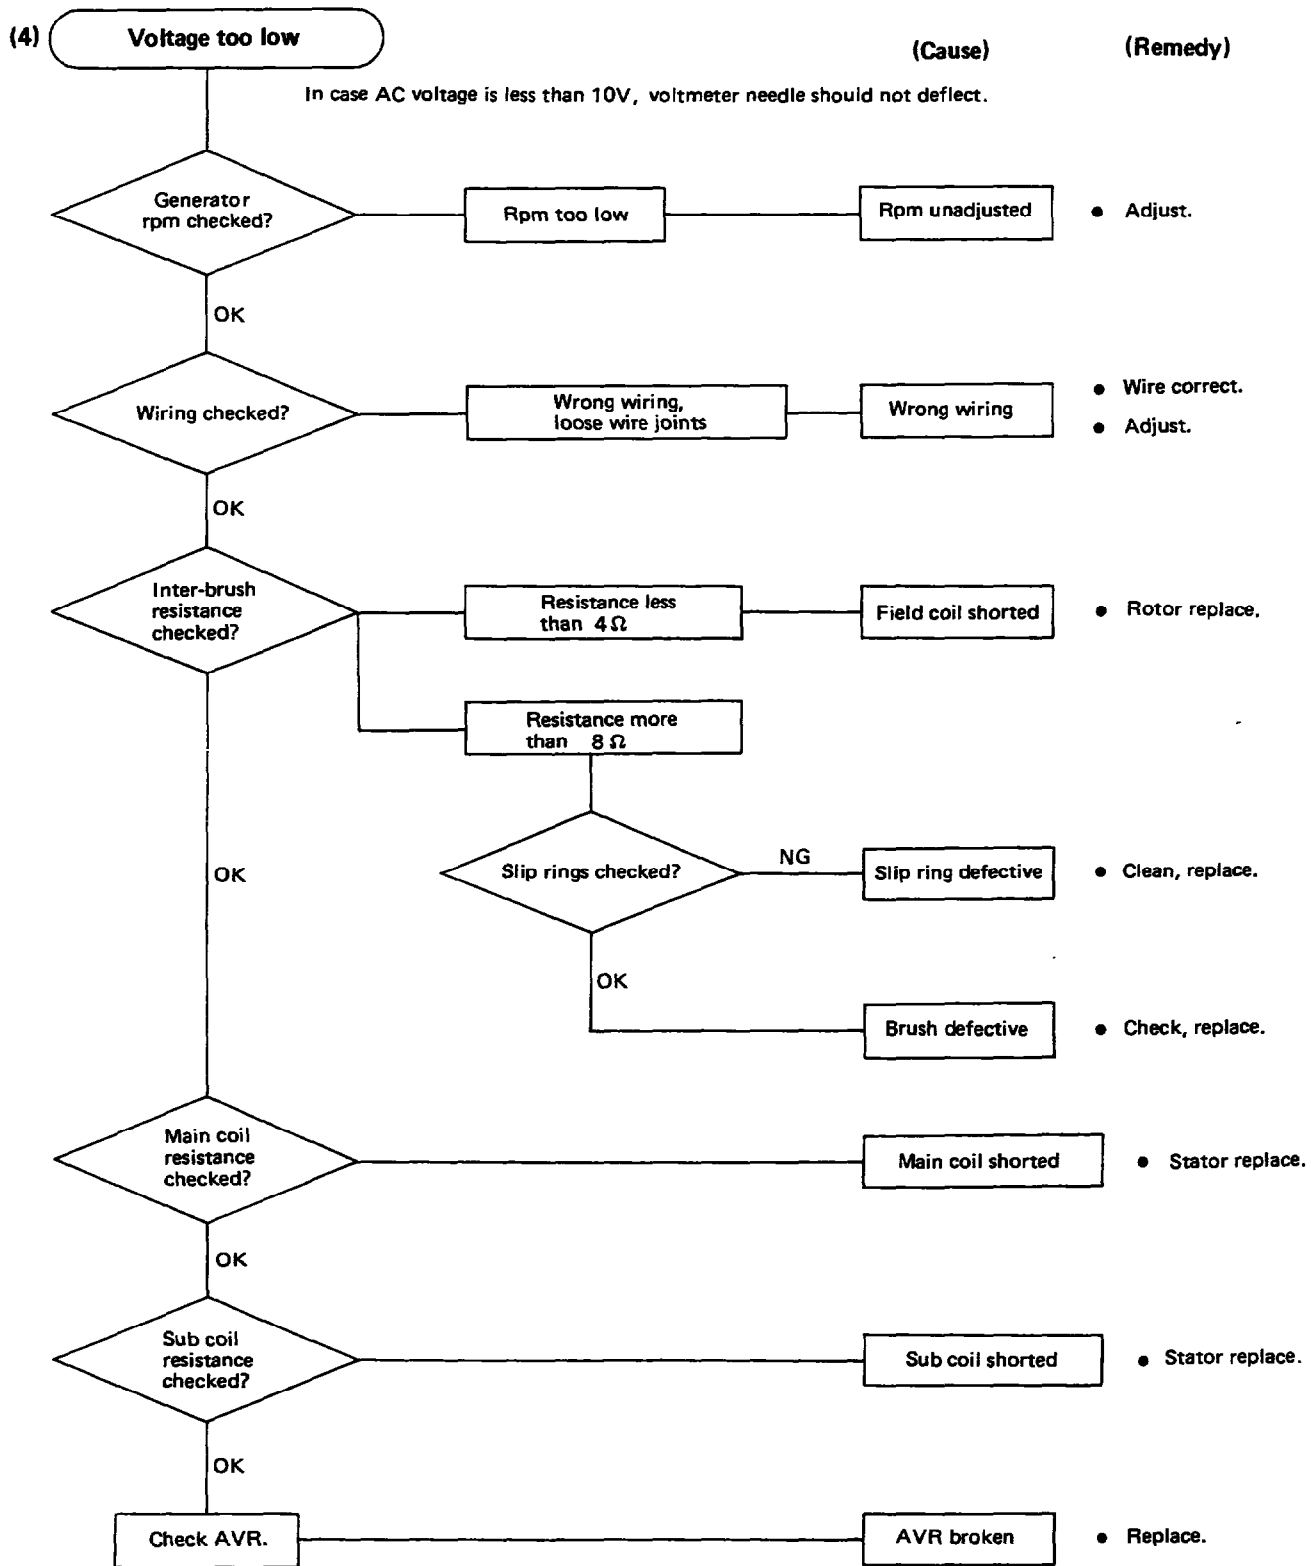 (4) Voltage too low
(Cause) (Remedy)
In case AC voltage is less than 10V, voltmeter needle should not deflect.
Generator
rpm checked?
Rpm too low
Rpm unadjusted
● Adjust.
OK
Wiring checked?
Wrong wiring,
loose wire joints
Wrong wiring
● Wire correct.
● Adjust.
OK
Inter-brush
resistance
checked?
Resistance less
than 4Ω
Field coil shorted
● Rotor replace.
Resistance more
than 8Ω
OK
Slip rings checked?
NG
Slip ring defective
● Clean, replace.
OK
Brush defective
● Check, replace.
Main coil
resistance
checked?
Main coil shorted
● Stator replace.
OK
Sub coil
resistance
checked?
Sub coil shorted
● Stator replace.
OK
Check AVR.
AVR broken
● Replace.